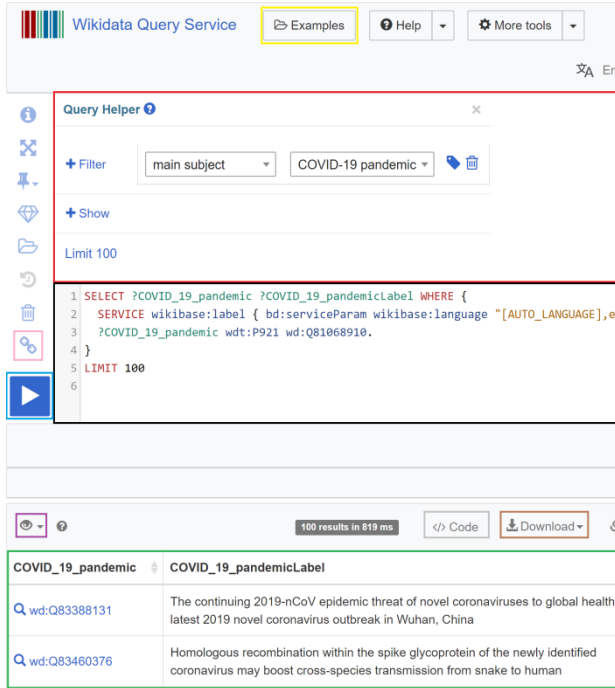 Wikidata Query Service Examples Help More tools
Query Helper
Filter main subject COVID-19 pandemic
Show
Limit 100
1 SELECT ?COVID_19_pandemic ?COVID_19_pandemicLabel WHERE {
2 SERVICE wikibase:label { bd:serviceParam wikibase:language "[AUTO_LANGUAGE],e
3 ?COVID_19_pandemic wdt:P921 wd:Q81068910.
4 }
5 LIMIT 100
6
100 results in 819 ms </> Code Download
COVID_19_pandemic COVID_19_pandemicLabel
wd:Q83388131 The continuing 2019-nCoV epidemic threat of novel coronaviruses to global health
latest 2019 novel coronavirus outbreak in Wuhan, China
wd:Q83460376 Homologous recombination within the spike glycoprotein of the newly identified
coronavirus may boost cross-species transmission from snake to human